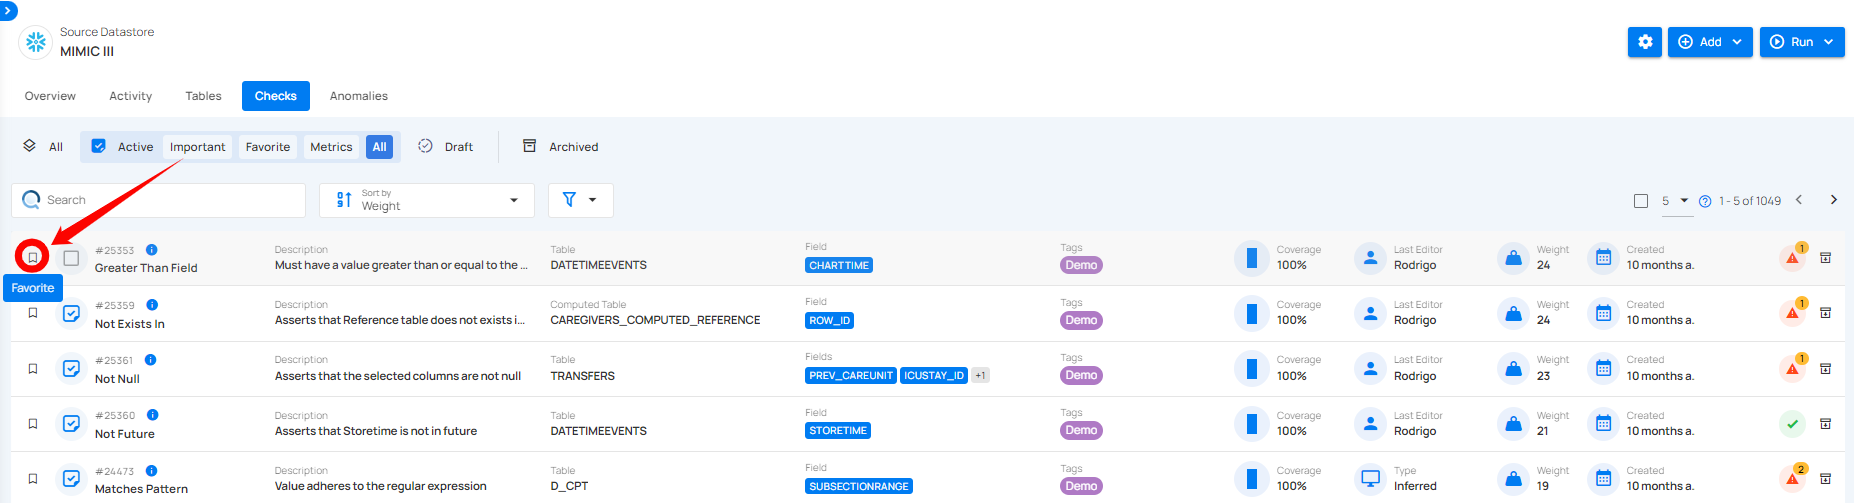 Source Datastore
MIMIC III
Add
Run
Overview Activity Tables Checks Anomalies
All Active Important Favorite Metrics All Draft Archived
Search
Sort by
Weight
5 1 - 5 of 1049
#25353 Description Table Field Tags Coverage Last Editor Weight Created 1
Greater Than Field Must have a value greater than or equal to the ... DATETIMEEVENTS CHARTTIME Demo 100% Rodrigo 24 10 months a.
Favorite
#25359 Description Computed Table Field Tags Coverage Last Editor Weight Created 1
Not Exists In Asserts that Reference table does not exists i... CAREGIVERS_COMPUTED_REFERENCE ROW_ID Demo 100% Rodrigo 24 10 months a.
#25361 Description Table Fields Tags Coverage Last Editor Weight Created 1
Not Null Asserts that the selected columns are not null TRANSFERS PREV_CAREUNIT ICUSTAY_ID +1 Demo 100% Rodrigo 23 10 months a.
#25360 Description Table Field Tags Coverage Last Editor Weight Created
Not Future Asserts that Storetime is not in future DATETIMEEVENTS STORETIME Demo 100% Rodrigo 21 10 months a.
#24473 Description Table Field Tags Coverage Type Weight Created 2
Matches Pattern Value adheres to the regular expression D_CPT SUBSECTIONRANGE Demo 100% Inferred 19 10 months a.